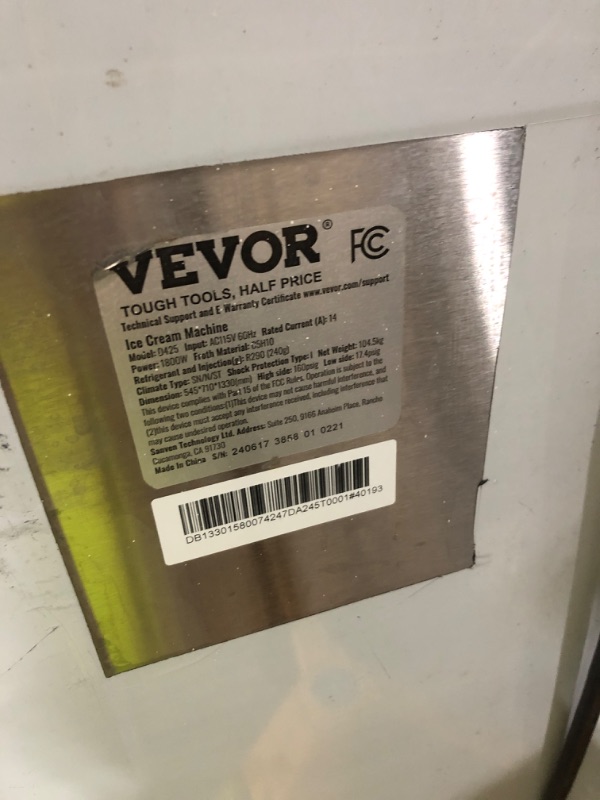 VEVOR®
FC
TOUGH TOOLS, HALF PRICE
Technical Support and E-Warranty Certificate www.vevor.com/support
Ice Cream Machine
Model: D425 Input: AC115V 60Hz Rated Current (A): 14
Power: 1800W Froth Material: C5H10
Refrigerant and Injection(g): R290 (240g)
Climate Type: SN/N/ST Shock Protection Type: I Net Weight: 104.5kg
Dimension: 545*710*1330(mm) High side: 160psig Low side: 17.4psig
This device complies with Part 15 of the FCC Rules. Operation is subject to the
following two conditions:(1)This device may not cause harmful interference, and
(2)this device must accept any interference received, including interference that
may cause undesired operation.
Sanven Technology Ltd. Address: Suite 250, 9166 Anaheim Place, Rancho
Cucamonga, CA 91730
Made In China S/N: 240617 3858 01 0221
DB13301580074247DA245T0001#40193